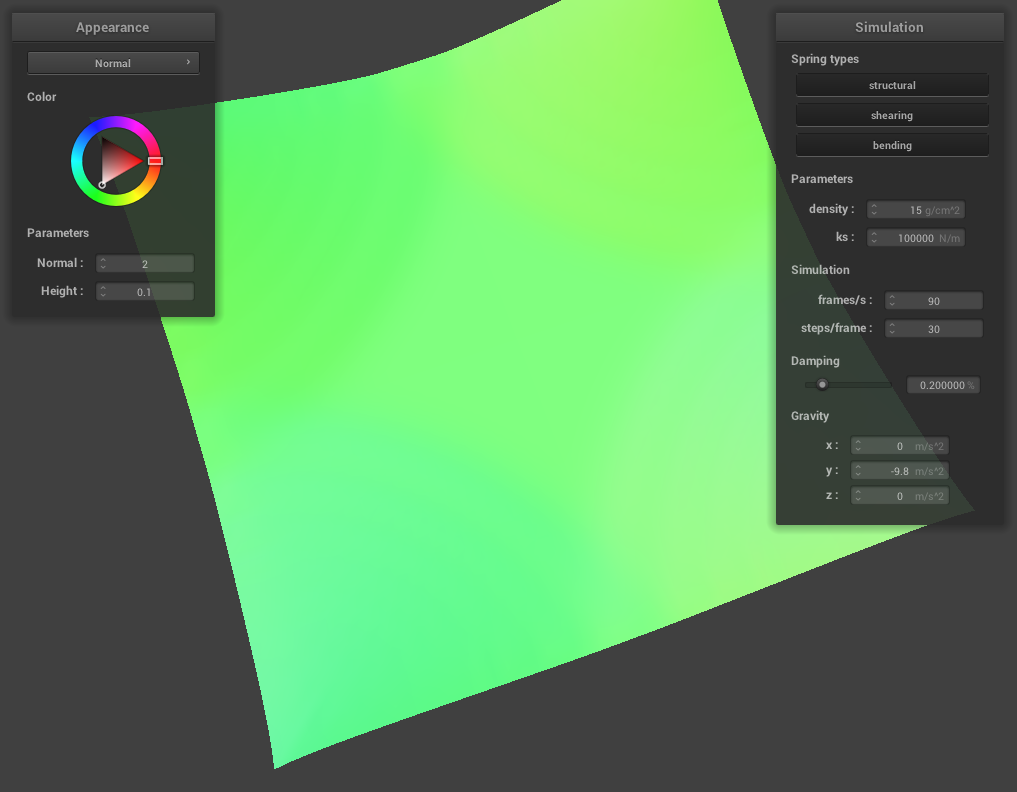 Appearance
Normal ›
Color
Parameters
Normal : 2
Height : 0.1
Simulation
Spring types
structural
shearing
bending
Parameters
density : 15 g/cm^2
ks : 100000 N/m
Simulation
frames/s : 90
steps/frame : 30
Damping
0.200000 %
Gravity
x : 0 m/s^2
y : -9.8 m/s^2
z : 0 m/s^2